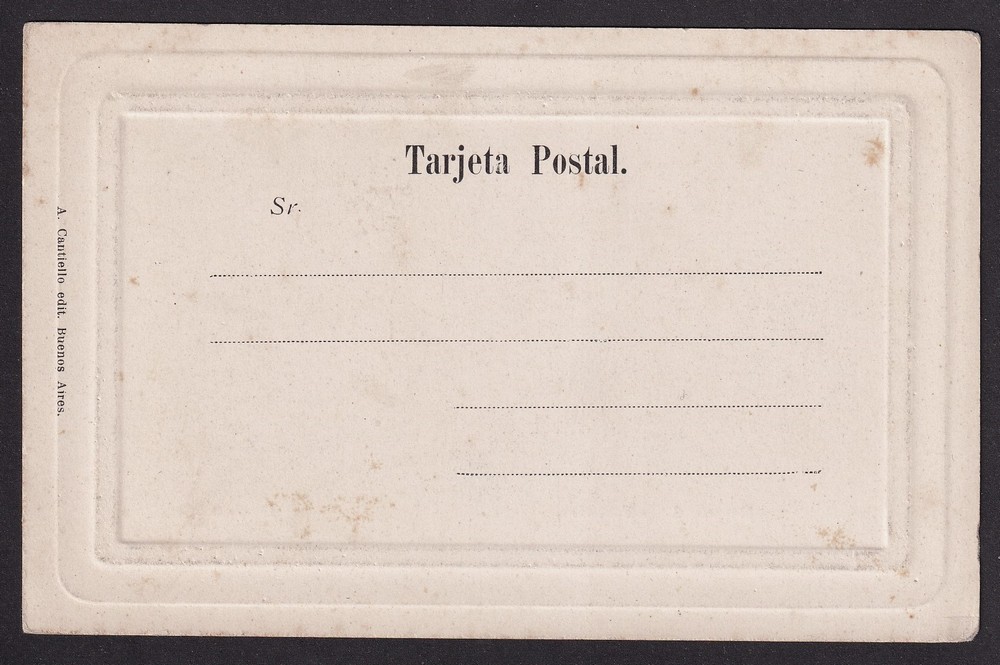 Tarjeta Postal.
Sr.
A. Cantiello edit. Buenos Aires.